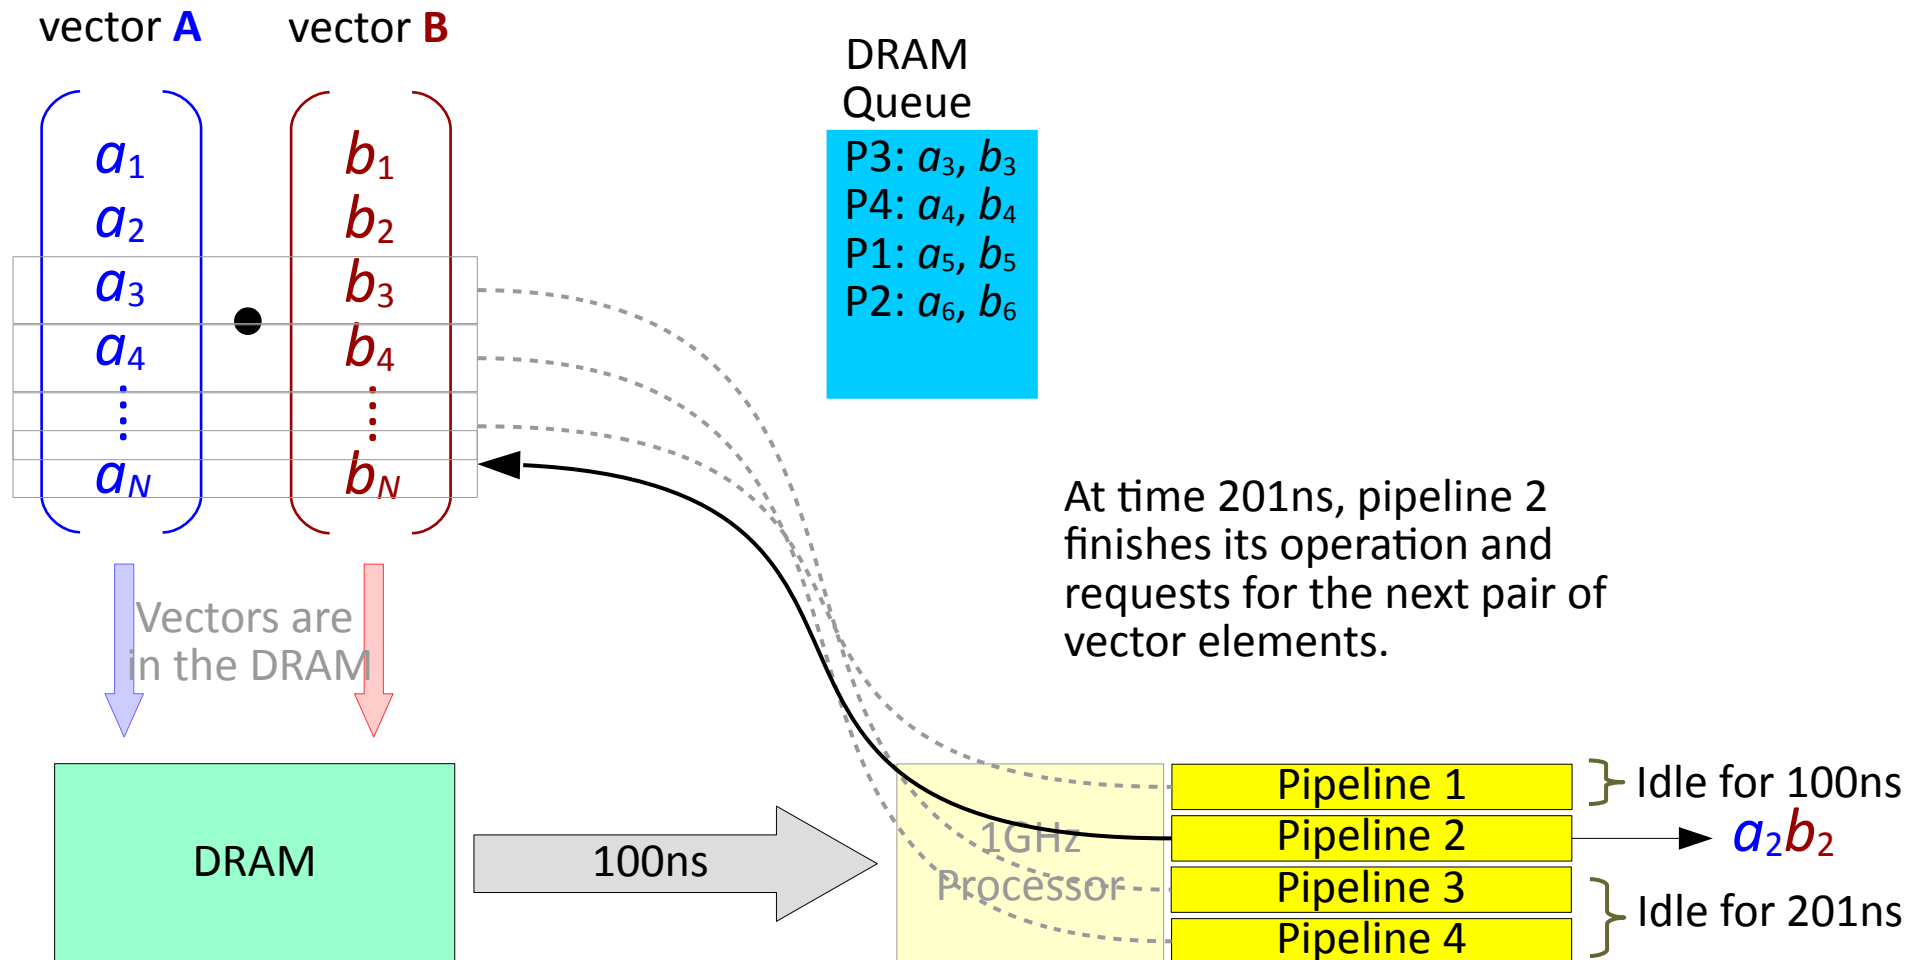 vector A
vector B
a1
a2
a3
a4
⋮
aN
b1
b2
b3
b4
⋮
bN
DRAM
Queue
P3: a3, b3
P4: a4, b4
P1: a5, b5
P2: a6, b6
At time 201ns, pipeline 2
finishes its operation and
requests for the next pair of
vector elements.
Vectors are
in the DRAM
DRAM
100ns
1GHz
Processor
Pipeline 1
Pipeline 2
Pipeline 3
Pipeline 4
Idle for 100ns
a2b2
Idle for 201ns